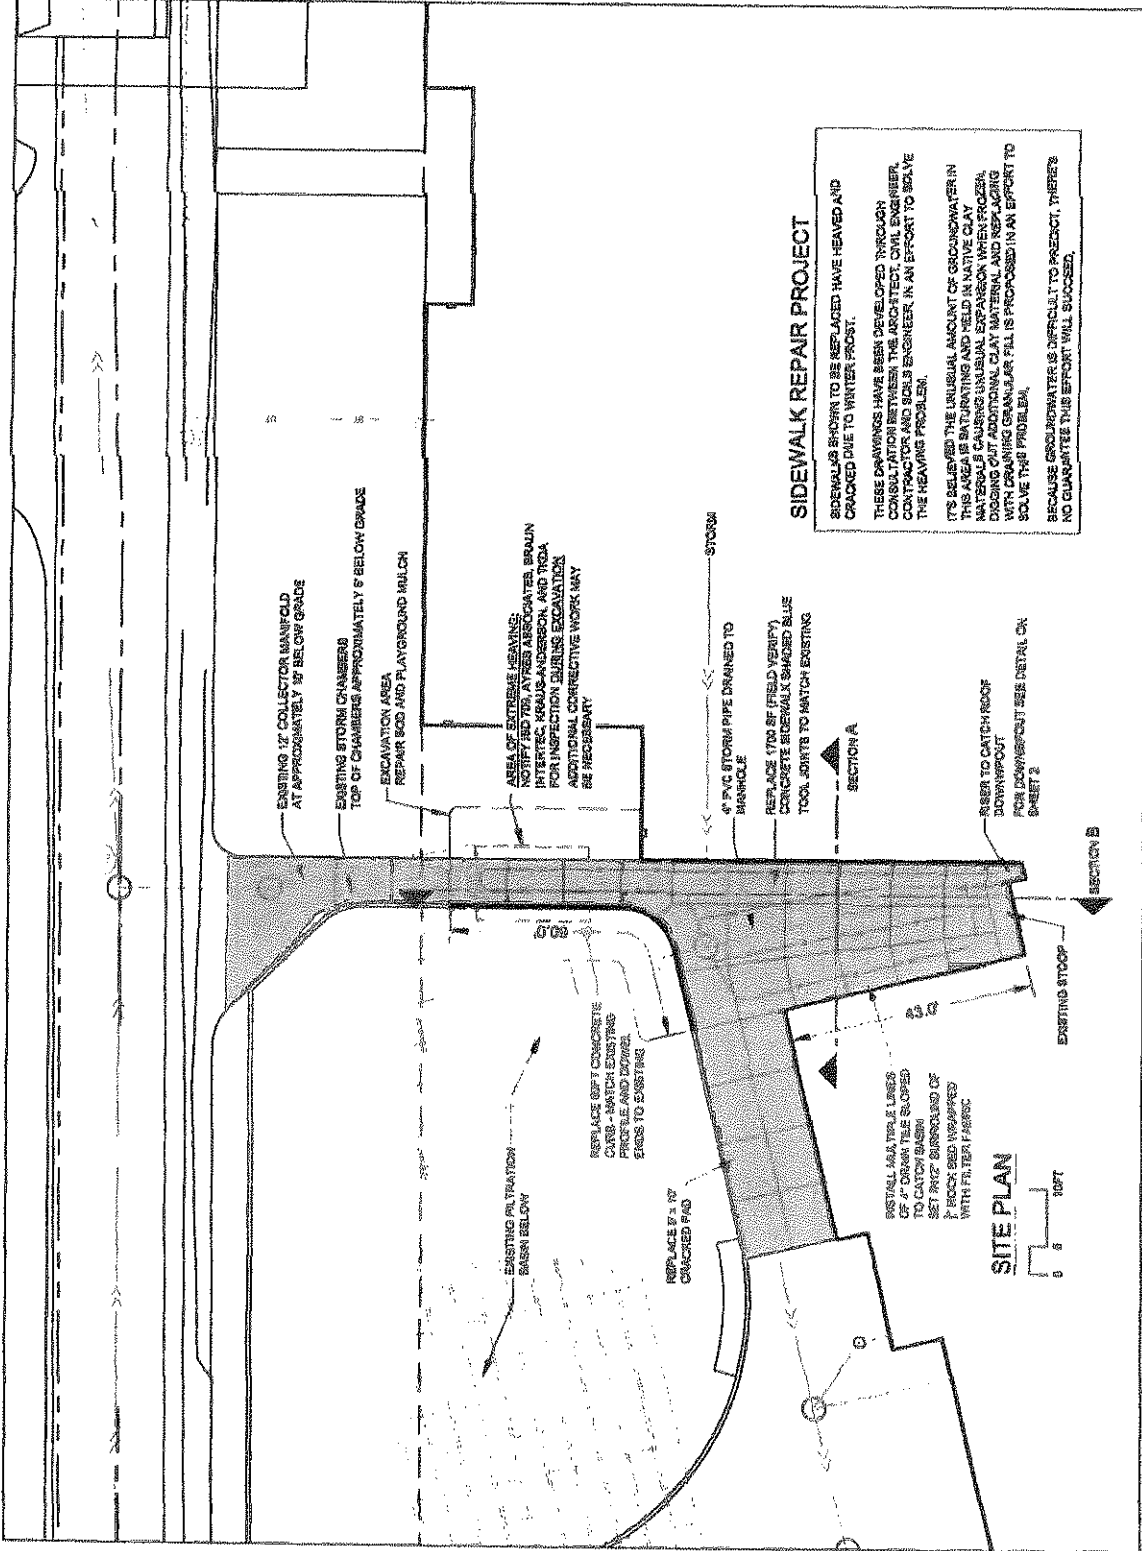 SIDEWALK REPAIR PROJECT
SIDEWALKS SHOWN TO BE REPLACED HAVE HEAVED AND
CRACKED DUE TO WINTER FROST.
THESE DRAWINGS HAVE BEEN DEVELOPED THROUGH
CONSULTATION BETWEEN THE ARCHITECT, CIVIL ENGINEER,
CONTRACTOR AND SOILS ENGINEER, IN AN EFFORT TO SOLVE
THE HEAVING PROBLEM.
IT'S BELIEVED THE UNUSUAL AMOUNT OF GROUNDWATER IN
THIS AREA IS SATURATING AND HELD IN NATIVE CLAY
MATERIALS CAUSING UNUSUAL EXPANSION WHEN FROZEN.
DIGGING OUT ADDITIONAL CLAY MATERIAL AND REPLACING
WITH DRAINING GRANULAR FILL IS PROPOSED IN AN EFFORT TO
SOLVE THIS PROBLEM.
BECAUSE GROUNDWATER IS DIFFICULT TO PREDICT, THERE'S
NO GUARANTEE THIS EFFORT WILL SUCCEED.
EXISTING 12" COLLECTOR MANIFOLD
AT APPROXIMATELY 10' BELOW GRADE
EXISTING STORM CHAMBERS
TOP OF CHAMBERS APPROXIMATELY 5' BELOW GRADE
EXCAVATION AREA
REPAIR SOD AND PLAYGROUND MULCH
AREA OF EXTREME HEAVING:
NOTIFY ISD 709, AYRES ASSOCIATES, BRAUN
INTERTEC, KRAUS-ANDERSON, AND TKDA
FOR INSPECTION DURING EXCAVATION
ADDITIONAL CORRECTIVE WORK MAY
BE NECESSARY
STORM
4" PVC STORM PIPE DRAINED TO
MANHOLE
REPLACE 1700 SF (FIELD VERIFY)
CONCRETE SIDEWALK SHADED BLUE
TOOL JOINTS TO MATCH EXISTING
SECTION A
RISER TO CATCH ROOF
DOWNSPOUT
FOR DOWNSPOUT SEE DETAIL ON
SHEET 2
SECTION B
EXISTING STOOP
43.0'
60.0'
REPLACE 60FT CONCRETE
CURB - MATCH EXISTING
PROFILE AND DOWEL
ENDS TO EXISTING
EXISTING FILTRATION
BASIN BELOW
REPLACE 5' x 10'
CRACKED PAD
INSTALL MULTIPLE LINES
OF 4" DRAIN TILE SLOPED
TO CATCH BASIN
WITH FILTER FABRIC
SITE PLAN
0 5 10FT